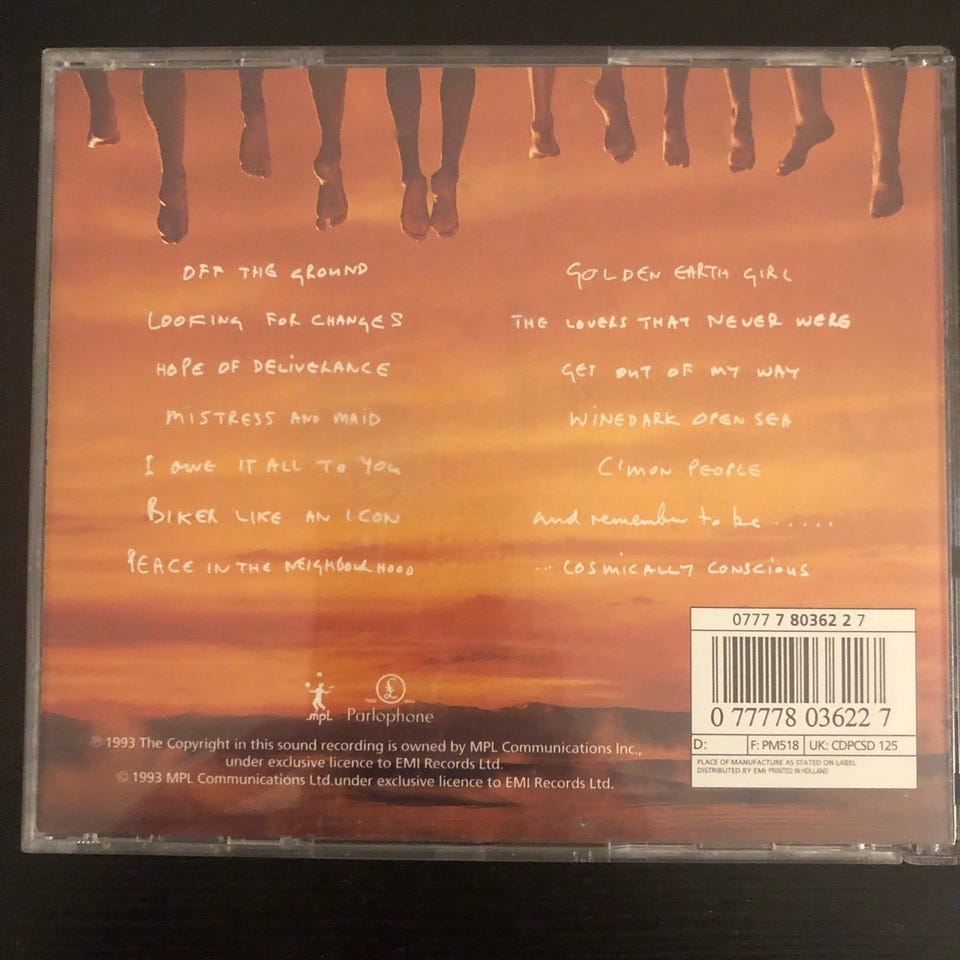 OFF THE GROUND
LOOKING FOR CHANGES
HOPE OF DELIVERANCE
MISTRESS AND MAID
I OWE IT ALL TO YOU
BIKER LIKE AN ICON
PEACE IN THE NEIGHBOURHOOD
GOLDEN EARTH GIRL
THE LOVERS THAT NEVER WERE
GET OUT OF MY WAY
WINEDARK OPEN SEA
C'MON PEOPLE
and remember to be .....
... COSMICALLY CONSCIOUS
mpL
£
TRADE MARK
Parlophone
℗ 1993 The Copyright in this sound recording is owned by MPL Communications Inc.,
under exclusive licence to EMI Records Ltd.
© 1993 MPL Communications Ltd.under exclusive licence to EMI Records Ltd.
0777 7 80362 2 7
0 77778 03622 7
D: F: PM518 UK: CDPCSD 125
PLACE OF MANUFACTURE AS STATED ON LABEL
DISTRIBUTED BY EMI PRINTED IN HOLLAND